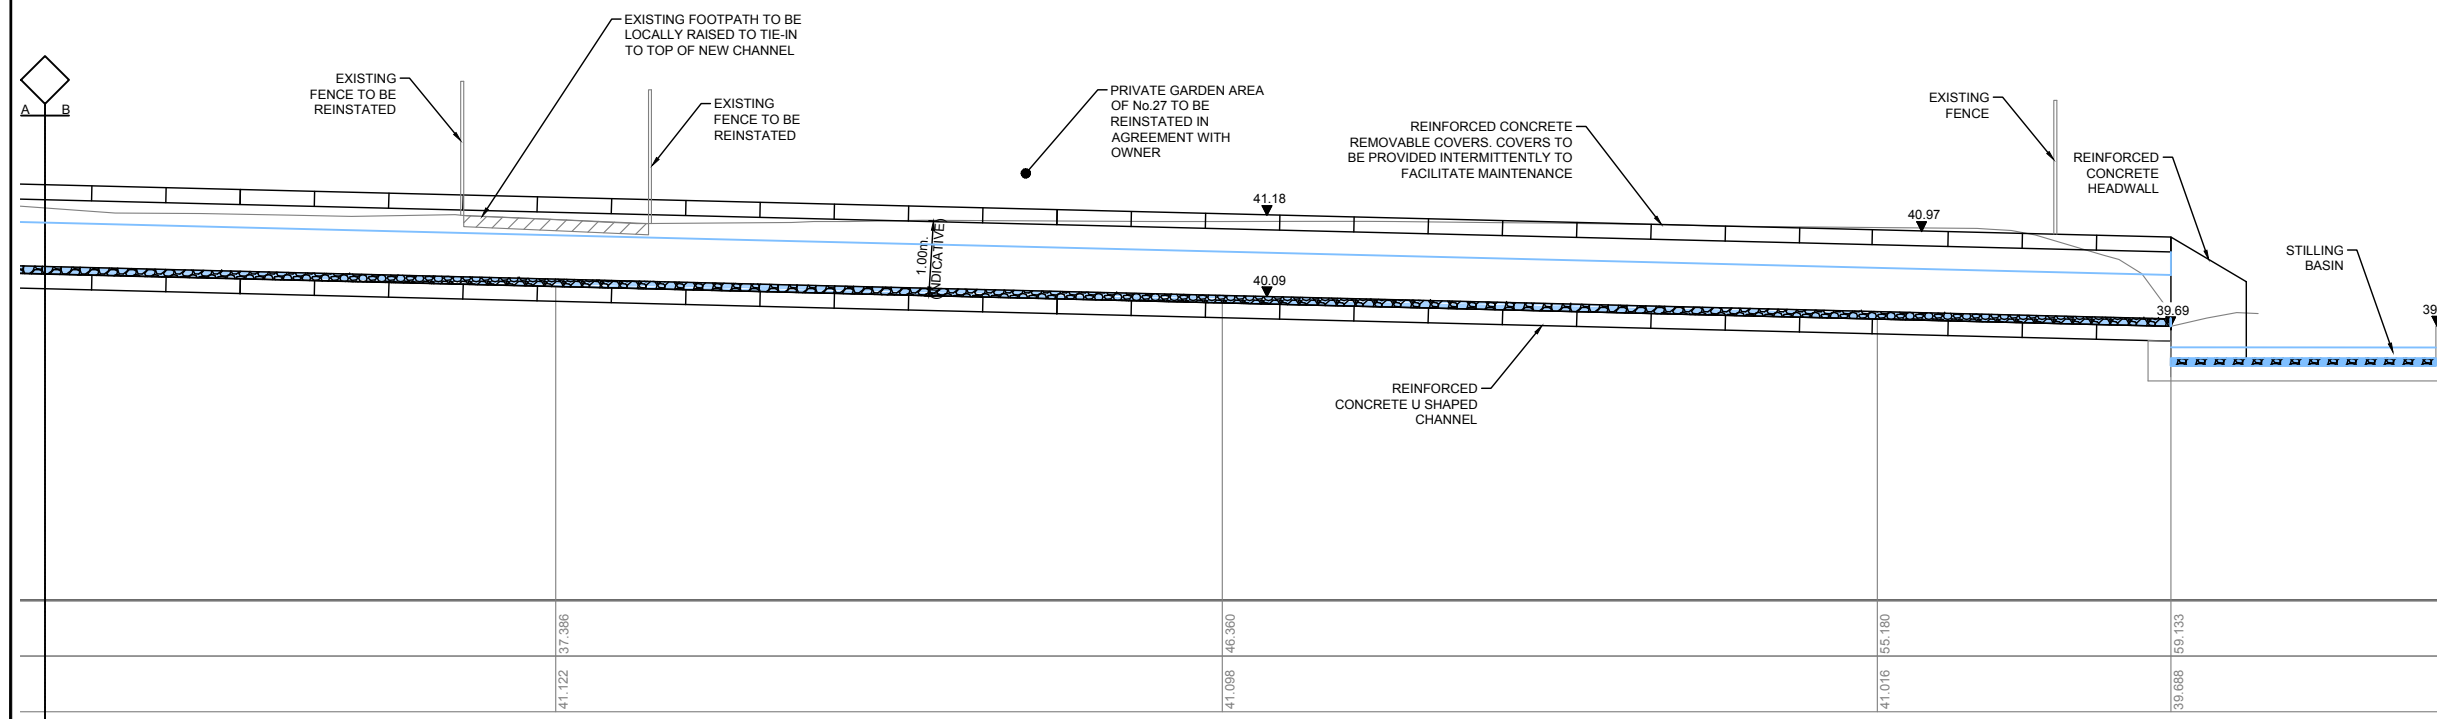 EXISTING FOOTPATH TO BE
LOCALLY RAISED TO TIE-IN
TO TOP OF NEW CHANNEL
EXISTING
FENCE TO BE
REINSTATED
A B
EXISTING
FENCE TO BE
REINSTATED
PRIVATE GARDEN AREA
OF No.27 TO BE
REINSTATED IN
AGREEMENT WITH
OWNER
REINFORCED CONCRETE
REMOVABLE COVERS. COVERS TO
BE PROVIDED INTERMITTENTLY TO
FACILITATE MAINTENANCE
EXISTING
FENCE
REINFORCED
CONCRETE
HEADWALL
STILLING
BASIN
41.18
40.97
1.00m.
(INDICATIVE)
40.09
39.69
39
REINFORCED
CONCRETE U SHAPED
CHANNEL
37.386
46.360
55.180
59.133
41.122
41.098
41.016
39.688